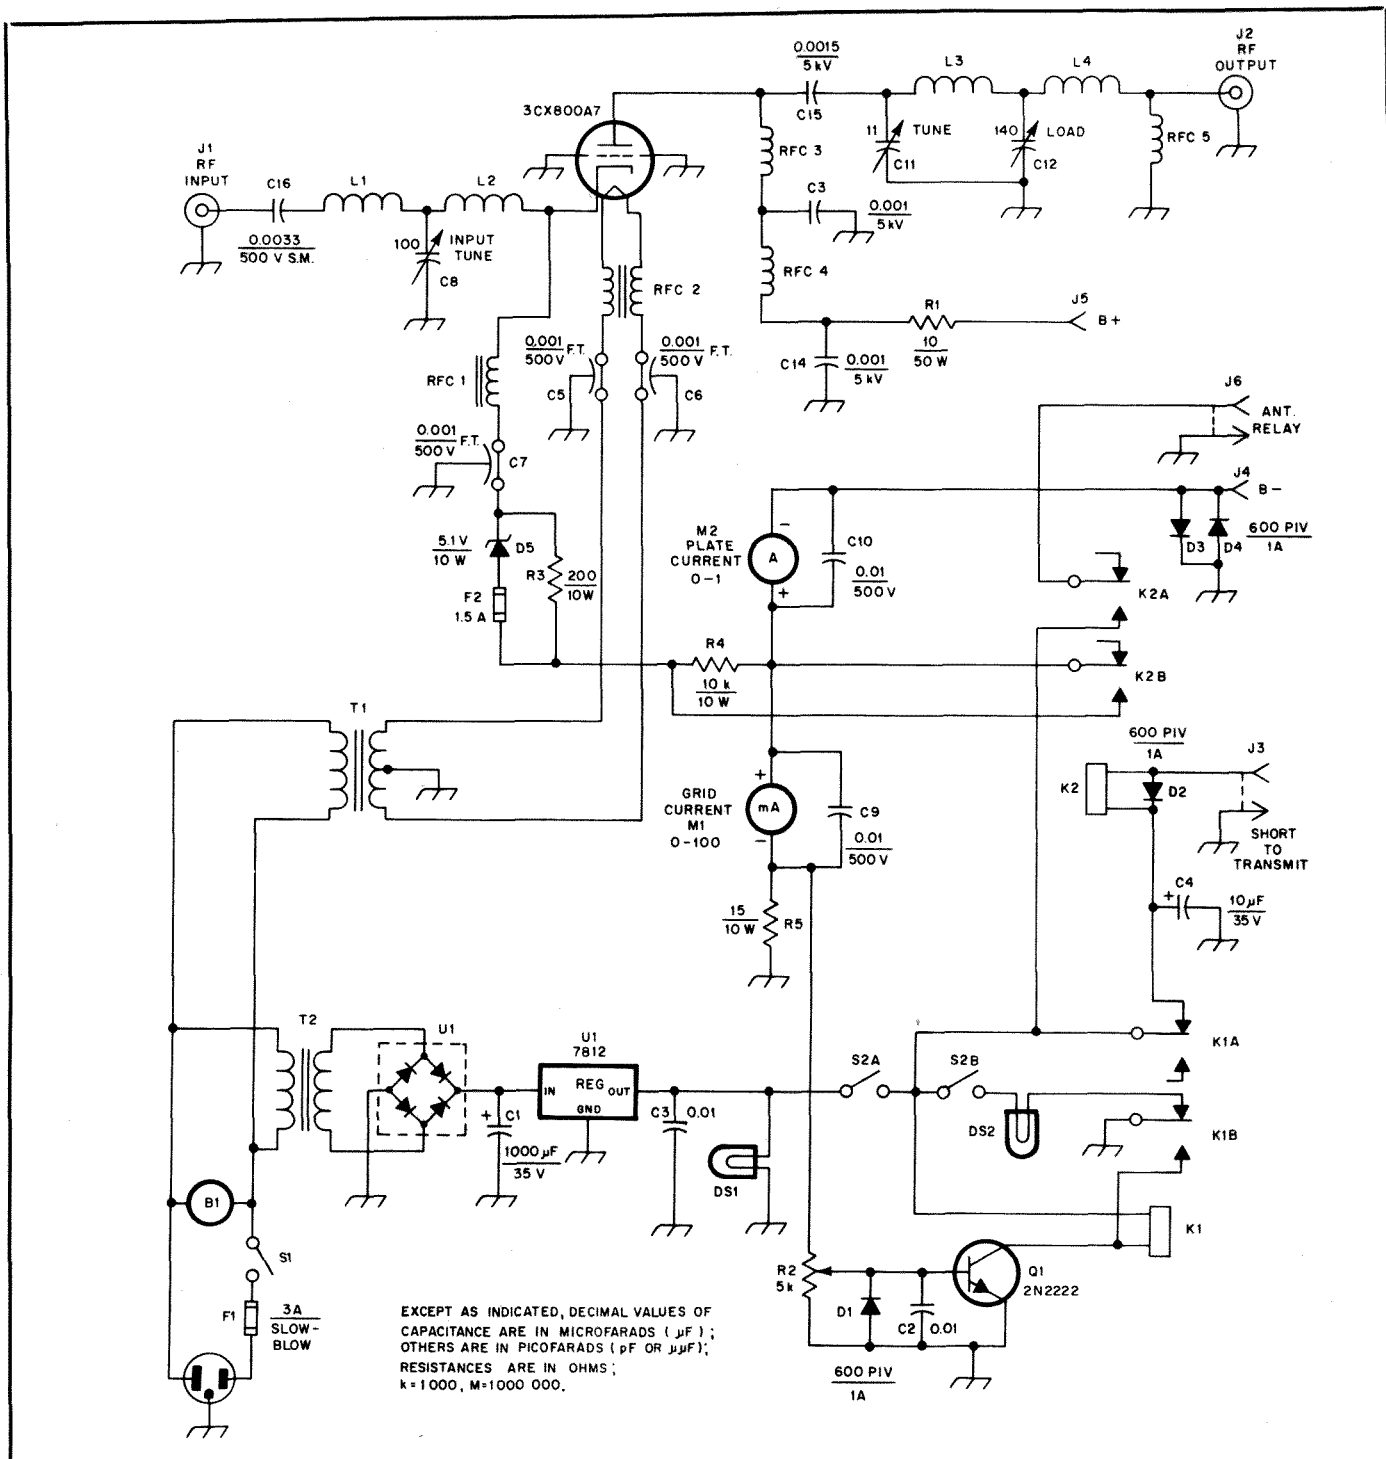 J1
RF
INPUT
C16
0.0033
500 V S.M.
L1
L2
100
INPUT
TUNE
C8
3CX800A7
0.0015
5 kV
C15
L3
L4
J2
RF
OUTPUT
11
TUNE
C11
140
LOAD
C12
RFC 5
RFC 3
C3
0.001
5 kV
RFC 4
RFC 2
R1
10
50 W
J5
B+
C14
0.001
5 kV
0.001
500 V
F.T.
C5
0.001
500 V
F.T.
C6
RFC 1
0.001
500 V
F.T.
C7
J6
ANT.
RELAY
J4
B-
D3
D4
600 PIV
1A
M2
PLATE
CURRENT
0-1
-
A
+
C10
0.01
500 V
5.1 V
10 W
D5
R3
200
10W
F2
1.5 A
K2A
R4
10 k
10 W
K2B
T1
600 PIV
1A
K2
D2
J3
SHORT
TO
TRANSMIT
GRID
CURRENT
M1
0-100
+
mA
-
C9
0.01
500 V
+
C4
10 µF
35 V
15
10 W
R5
T2
U1
U1
7812
IN
REG
OUT
GND
+
C1
1000 µF
35 V
C3
0.01
DS1
S2A
S2B
DS2
K1A
K1B
K1
B1
S1
F1
3A
SLOW-
BLOW
R2
5k
D1
C2
0.01
Q1
2N2222
600 PIV
1A
EXCEPT AS INDICATED, DECIMAL VALUES OF
CAPACITANCE ARE IN MICROFARADS ( µF ) ;
OTHERS ARE IN PICOFARADS ( pF OR µµF);
RESISTANCES ARE IN OHMS ;
k=1000, M=1000 000.